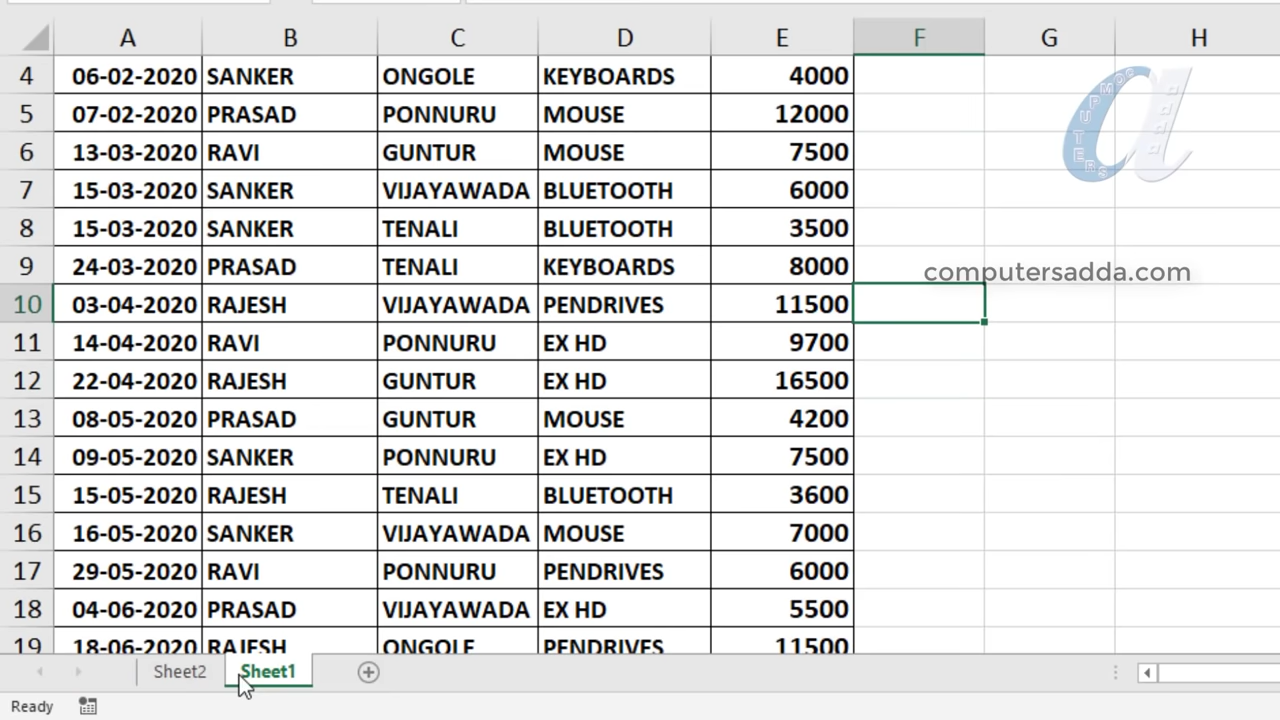 A B C D E F G H
4 06-02-2020 SANKER ONGOLE KEYBOARDS 4000
5 07-02-2020 PRASAD PONNURU MOUSE 12000
6 13-03-2020 RAVI GUNTUR MOUSE 7500
7 15-03-2020 SANKER VIJAYAWADA BLUETOOTH 6000
8 15-03-2020 SANKER TENALI BLUETOOTH 3500
9 24-03-2020 PRASAD TENALI KEYBOARDS 8000
computersadda.com
10 03-04-2020 RAJESH VIJAYAWADA PENDRIVES 11500
11 14-04-2020 RAVI PONNURU EX HD 9700
12 22-04-2020 RAJESH GUNTUR EX HD 16500
13 08-05-2020 PRASAD GUNTUR MOUSE 4200
14 09-05-2020 SANKER PONNURU EX HD 7500
15 15-05-2020 RAJESH TENALI BLUETOOTH 3600
16 16-05-2020 SANKER VIJAYAWADA MOUSE 7000
17 29-05-2020 RAVI PONNURU PENDRIVES 6000
18 04-06-2020 PRASAD VIJAYAWADA EX HD 5500
19 18-06-2020 RAJESH ONGOLE PENDRIVES 11500
Sheet2 Sheet1
Ready